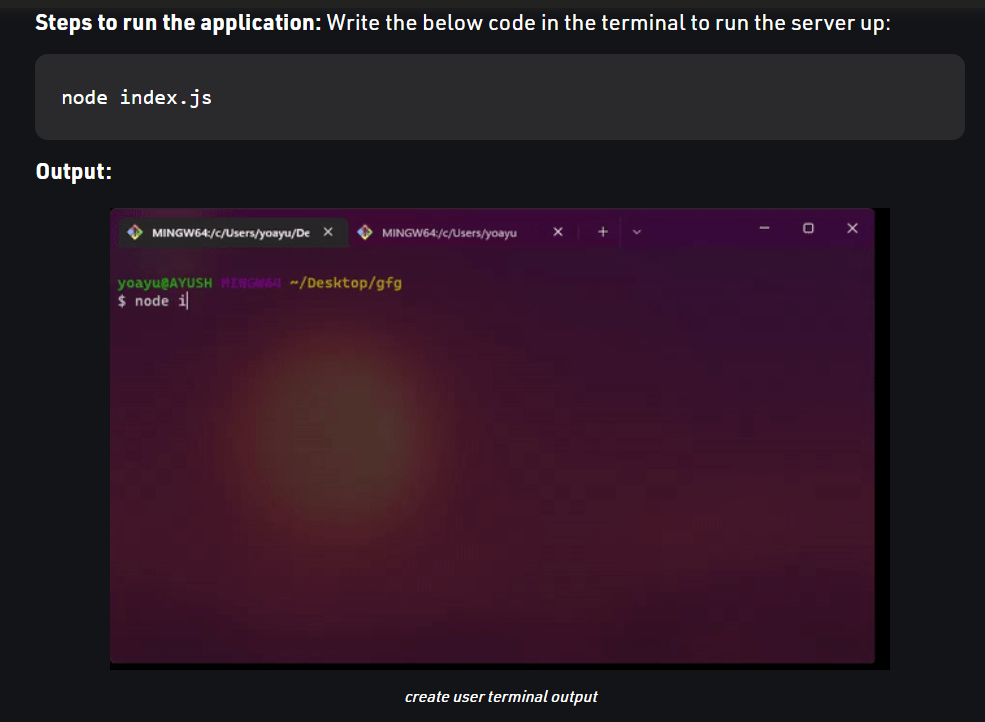 Steps to run the application: Write the below code in the terminal to run the server up:
node index.js
Output:
MINGW64:/c/Users/yoayu/De
MINGW64:/c/Users/yoayu
yoayu@AYUSH MINGW64 ~/Desktop/gfg
$ node i
create user terminal output